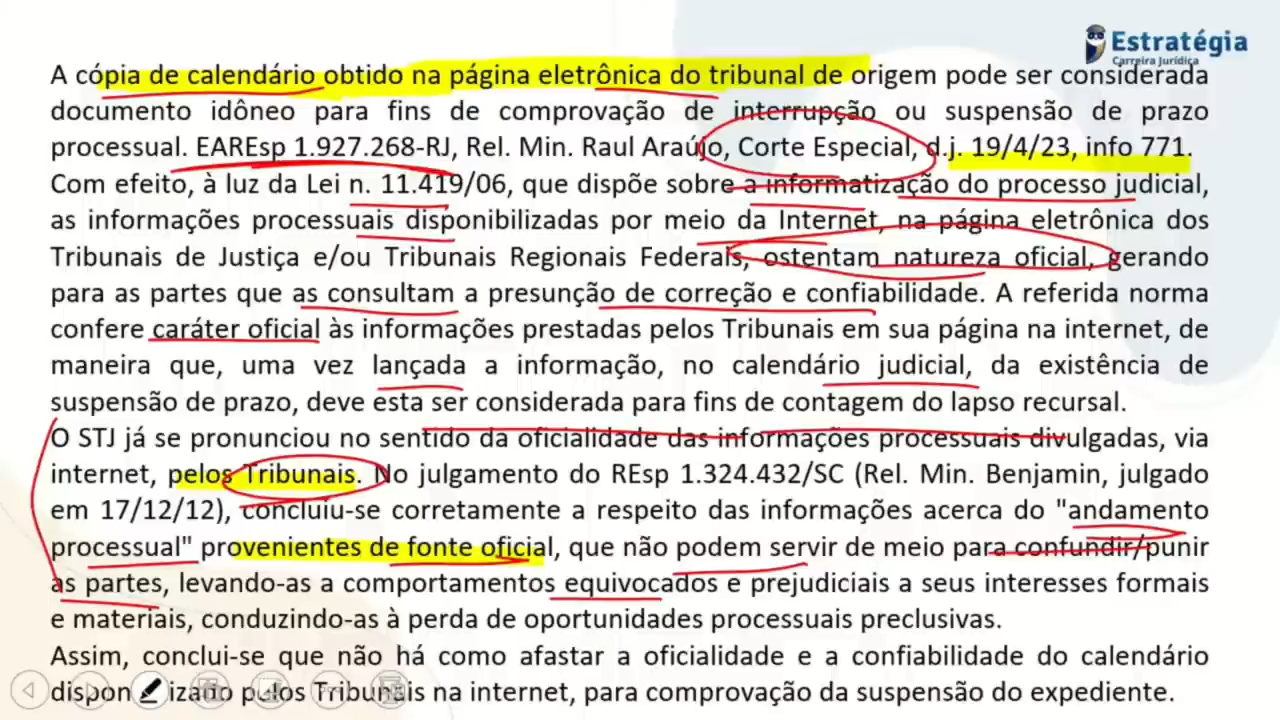 Estratégia
Carreira Jurídica
A cópia de calendário obtido na página eletrônica do tribunal de origem pode ser considerada
documento idôneo para fins de comprovação de interrupção ou suspensão de prazo
processual. EAREsp 1.927.268-RJ, Rel. Min. Raul Araújo, Corte Especial, d.j. 19/4/23, info 771.
Com efeito, à luz da Lei n. 11.419/06, que dispõe sobre a informatização do processo judicial,
as informações processuais disponibilizadas por meio da Internet, na página eletrônica dos
Tribunais de Justiça e/ou Tribunais Regionais Federais, ostentam natureza oficial, gerando
para as partes que as consultam a presunção de correção e confiabilidade. A referida norma
confere caráter oficial às informações prestadas pelos Tribunais em sua página na internet, de
maneira que, uma vez lançada a informação, no calendário judicial, da existência de
suspensão de prazo, deve esta ser considerada para fins de contagem do lapso recursal.
O STJ já se pronunciou no sentido da oficialidade das informações processuais divulgadas, via
internet, pelos Tribunais. No julgamento do REsp 1.324.432/SC (Rel. Min. Benjamin, julgado
em 17/12/12), concluiu-se corretamente a respeito das informações acerca do "andamento
processual" provenientes de fonte oficial, que não podem servir de meio para confundir/punir
as partes, levando-as a comportamentos equivocados e prejudiciais a seus interesses formais
e materiais, conduzindo-as à perda de oportunidades processuais preclusivas.
Assim, conclui-se que não há como afastar a oficialidade e a confiabilidade do calendário
disponibilizado pelos Tribunais na internet, para comprovação da suspensão do expediente.